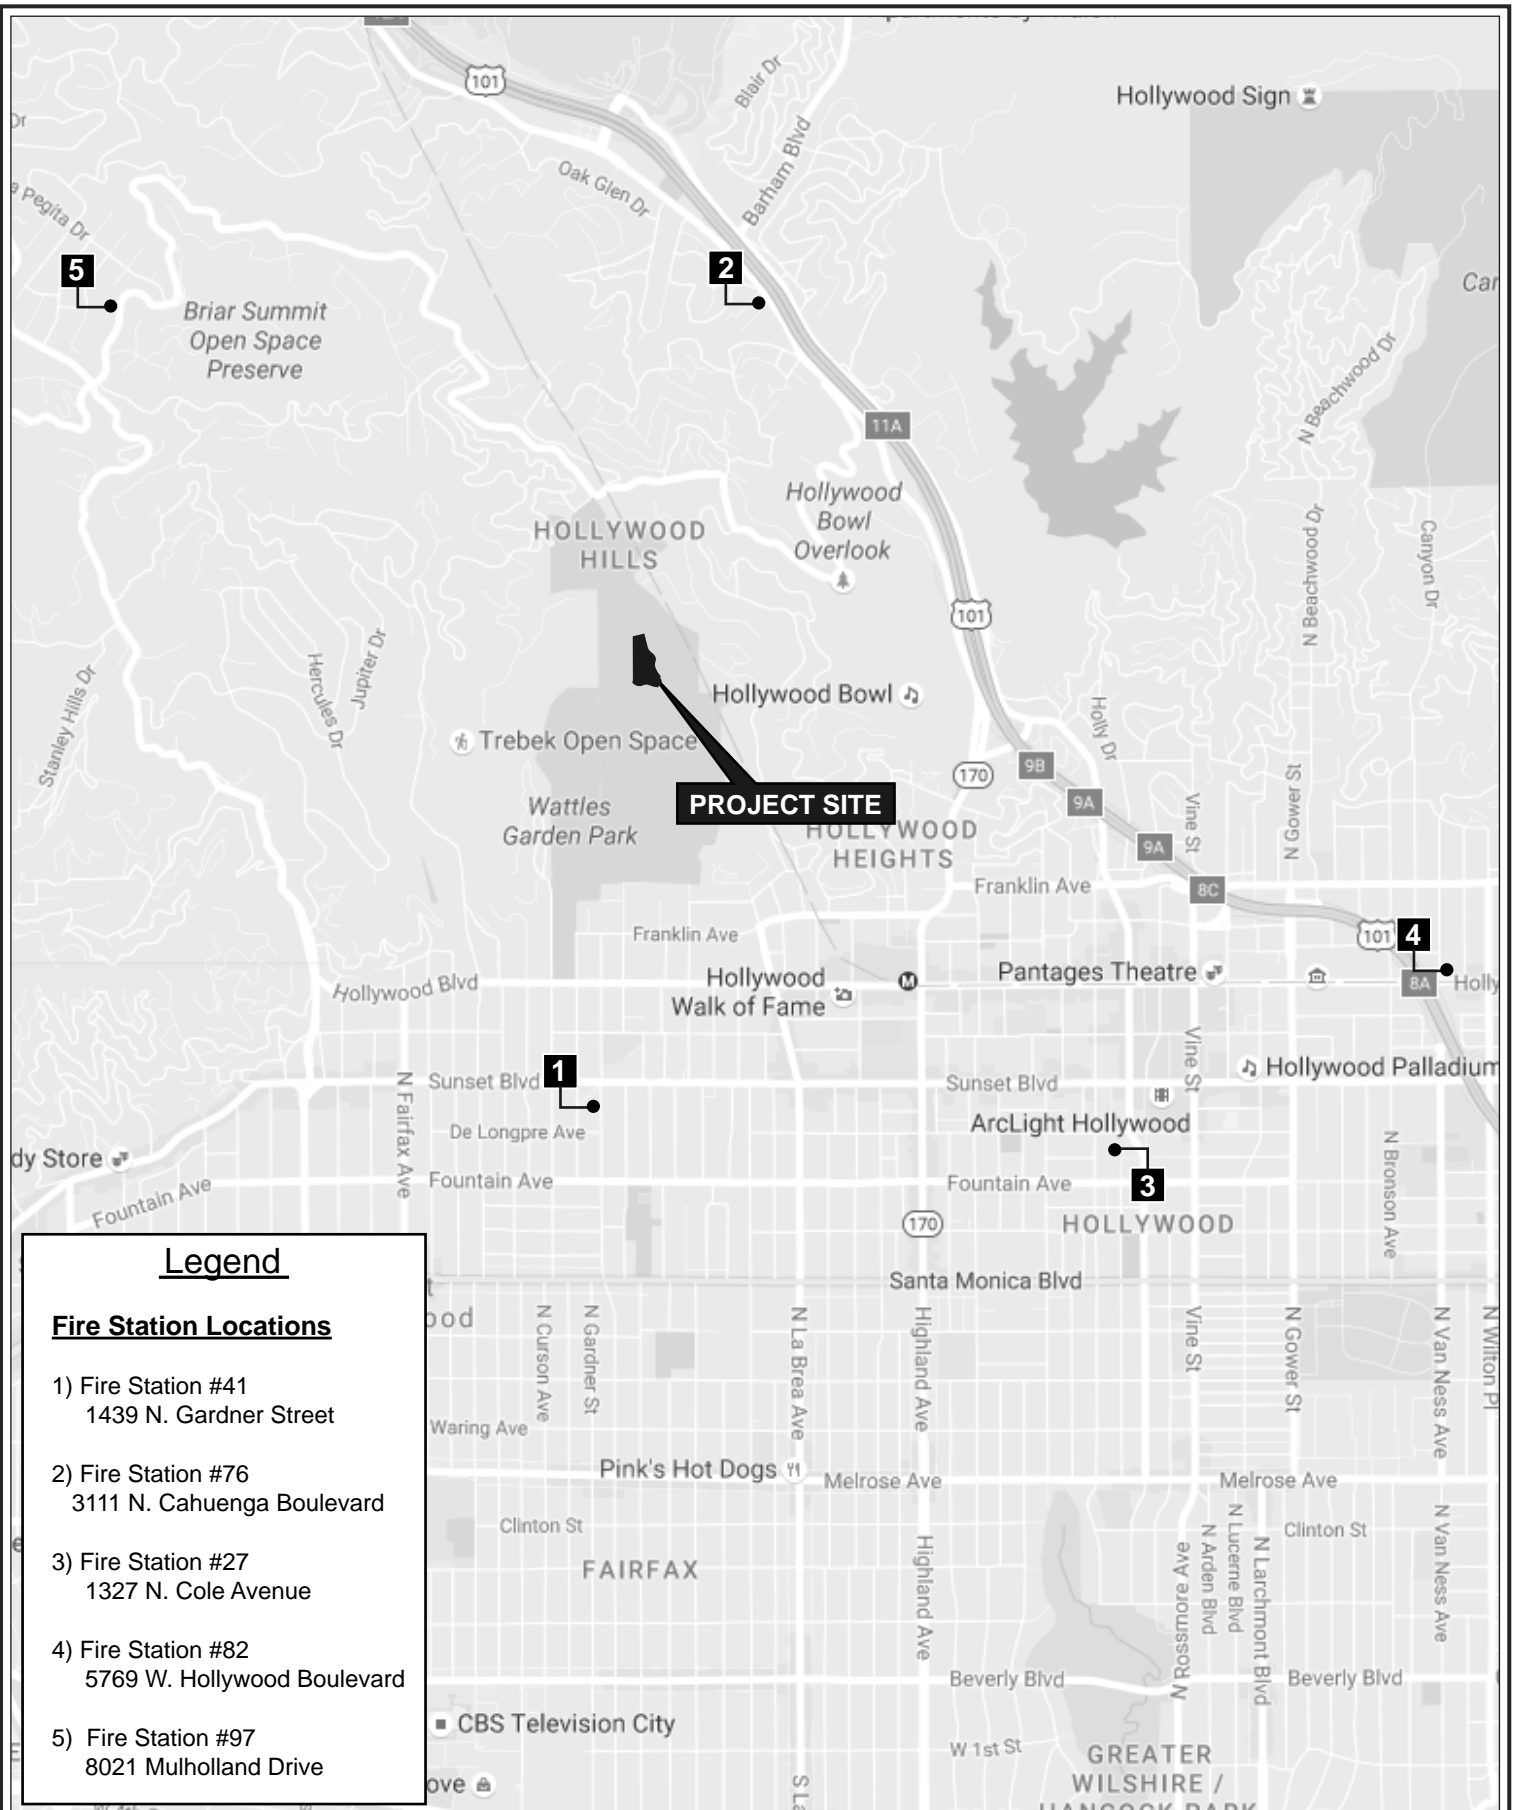 101
Hollywood Sign
Blair Dr
Barham Blvd
Oak Glen Dr
Dr
Pegita Dr
5
2
Briar Summit
Open Space
Preserve
N Beachwood Dr
11A
Hollywood
Bowl
Overlook
HOLLYWOOD
HILLS
N Beachwood Dr
Canyon Dr
101
Stanley Hills Dr
Hercules Dr
Jupiter Dr
Hollywood Bowl
Holly Dr
Trebek Open Space
170
9B
9A
9A
8C
Vine St
N Gower St
PROJECT SITE
Wattles
Garden Park
HOLLYWOOD
HEIGHTS
Franklin Ave
Franklin Ave
101
4
8A
Holly
Hollywood Blvd
Hollywood
Walk of Fame
M
Pantages Theatre
Vine St
Hollywood Palladium
Sunset Blvd
1
Sunset Blvd
N Fairfax Ave
De Longpre Ave
ArcLight Hollywood
dy Store
Fountain Ave
Fountain Ave
Fountain Ave
3
N Bronson Ave
170
HOLLYWOOD
Santa Monica Blvd
ood
N Curson Ave
N Gardner St
N La Brea Ave
Highland Ave
Vine St
N Gower St
N Van Ness Ave
N Wilton Pl
Waring Ave
Pink's Hot Dogs
Melrose Ave
Melrose Ave
Clinton St
Clinton St
FAIRFAX
Highland Ave
N Rossmore Ave
N Arden Blvd
N Lucerne Blvd
N Larchmont Blvd
N Van Ness Ave
Beverly Blvd
Beverly Blvd
CBS Television City
W 1st St
GREATER
WILSHIRE /
HANCOCK PARK
ove
S La
Legend
Fire Station Locations
1) Fire Station #41
1439 N. Gardner Street
2) Fire Station #76
3111 N. Cahuenga Boulevard
3) Fire Station #27
1327 N. Cole Avenue
4) Fire Station #82
5769 W. Hollywood Boulevard
5) Fire Station #97
8021 Mulholland Drive